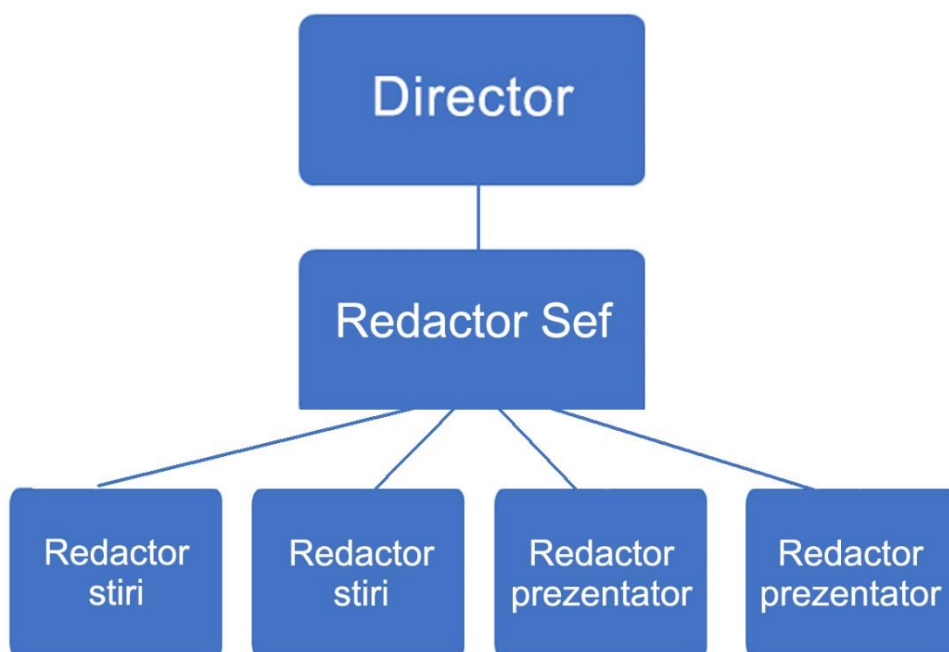 Director
Redactor Sef
Redactor
stiri
Redactor
stiri
Redactor
prezentator
Redactor
prezentator